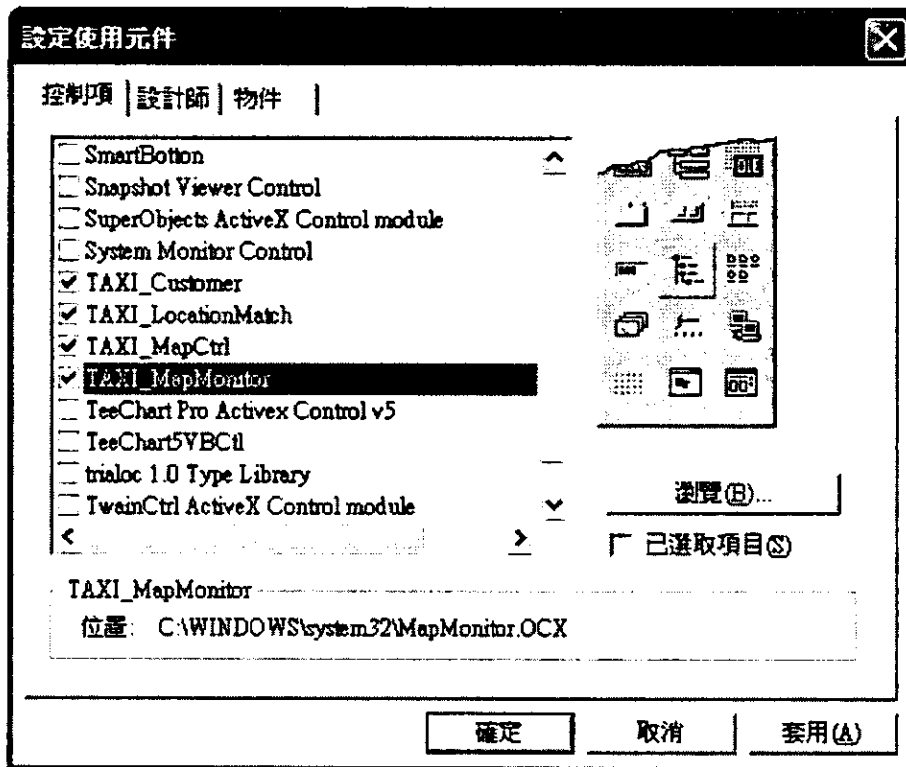 設定使用元件
控制項 設計師 物件
SmartBotton
Snapshot Viewer Control
SuperObjects ActiveX Control module
System Monitor Control
TAXI_Customer
TAXI_LocationMatch
TAXI_MapCtrl
TAXI_MapMonitor
TeeChart Pro Activex Control v5
TeeChart5VBCtl
trialoc 1.0 Type Library
TwainCtrl ActiveX Control module
瀏覽(B)...
已選取項目(S)
TAXI_MapMonitor
位置: C:\WINDOWS\system32\MapMonitor.OCX
確定 取消 套用(A)